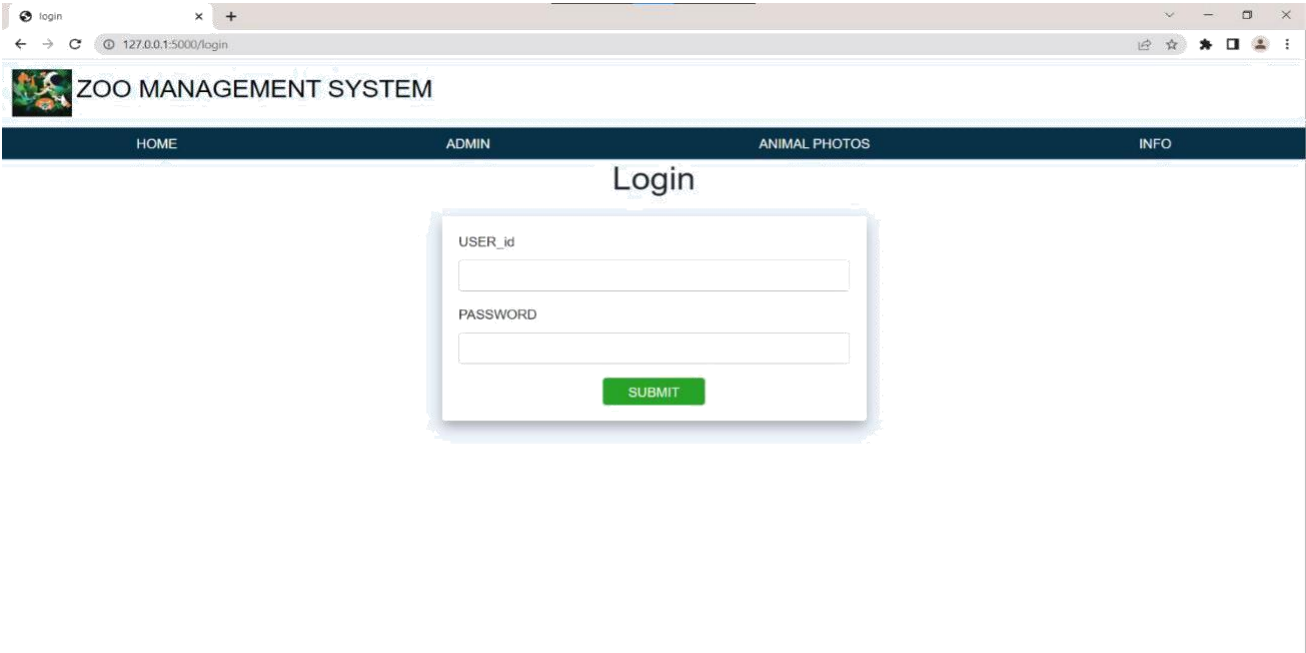 login
127.0.0.1:5000/login
ZOO MANAGEMENT SYSTEM
HOME ADMIN ANIMAL PHOTOS INFO
Login
USER_id
PASSWORD
SUBMIT